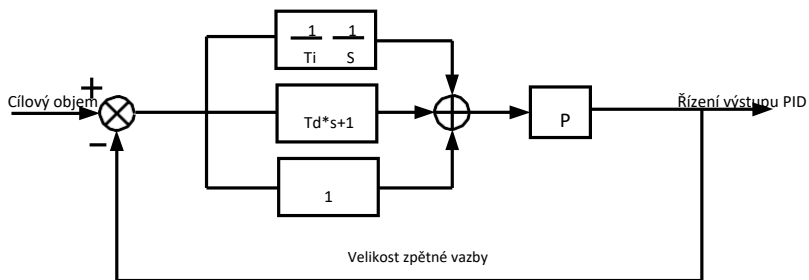 1 1
Ti S
+
Cílový objem
Td*s+1
P
Řízení výstupu PID
−
1
Velikost zpětné vazby